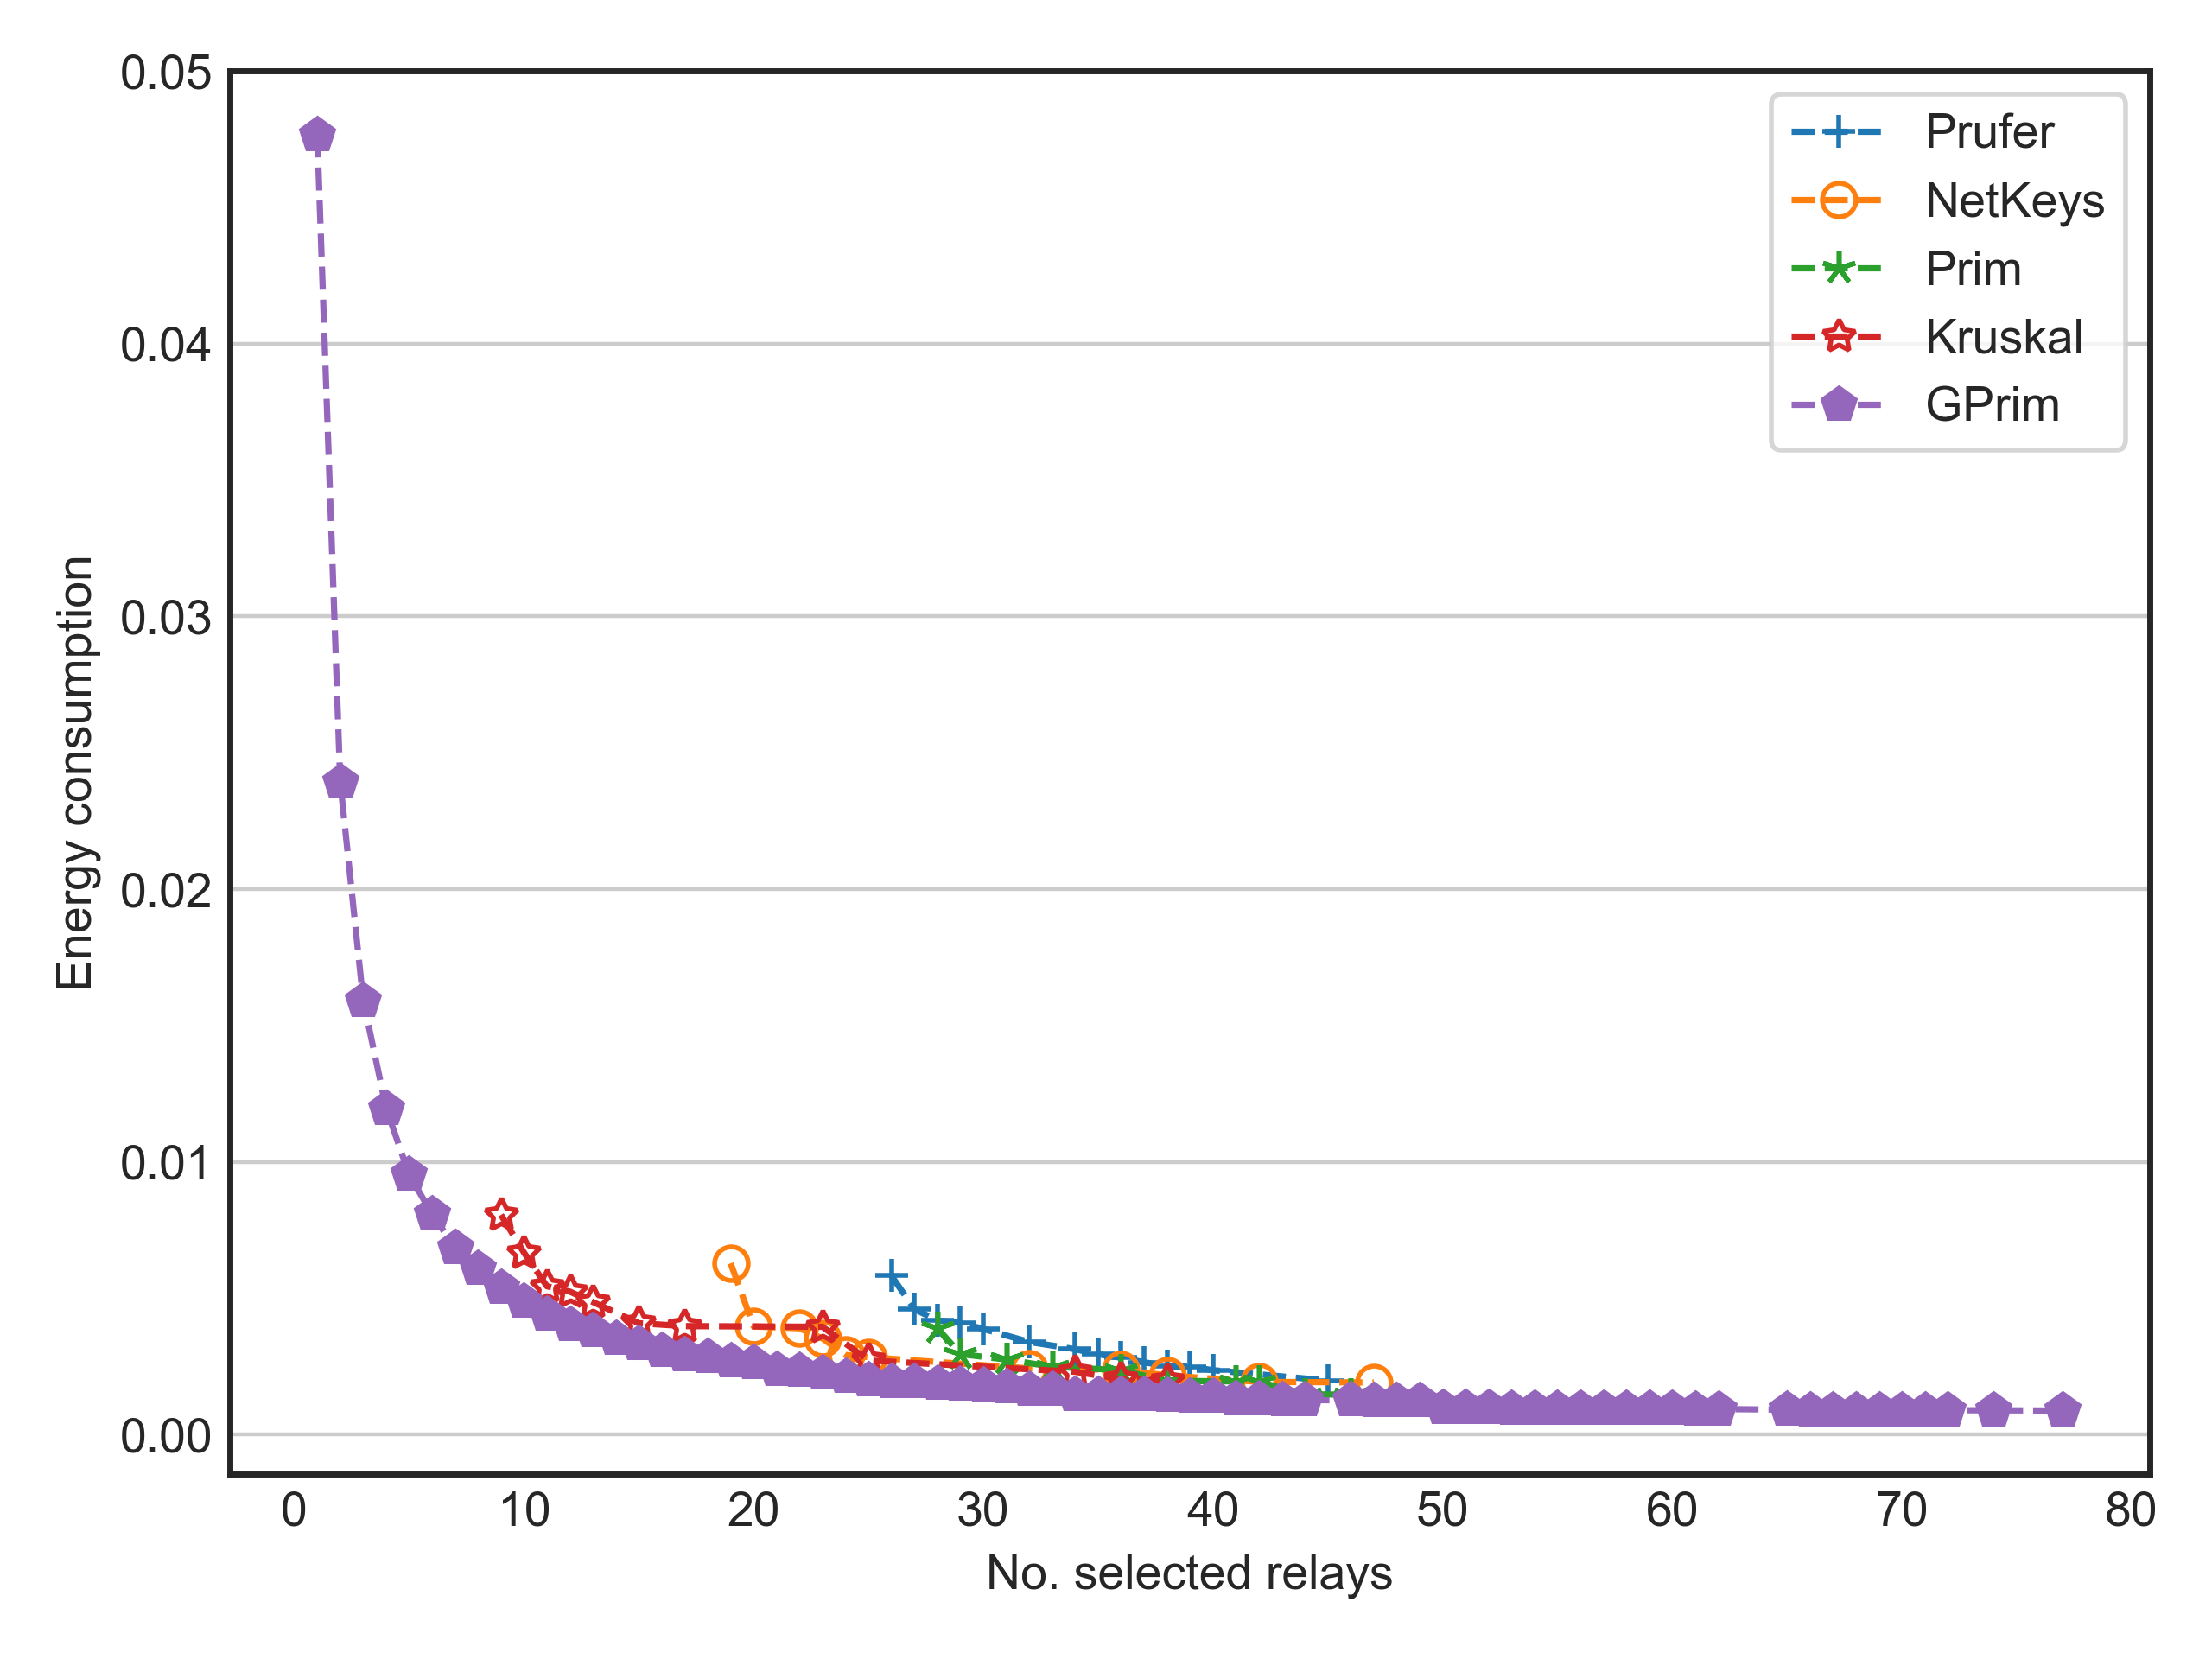 0.05
0.04
0.03
0.02
0.01
0.00
Energy consumption
Prufer
NetKeys
Prim
Kruskal
GPrim
0 10 20 30 40 50 60 70 80
No. selected relays